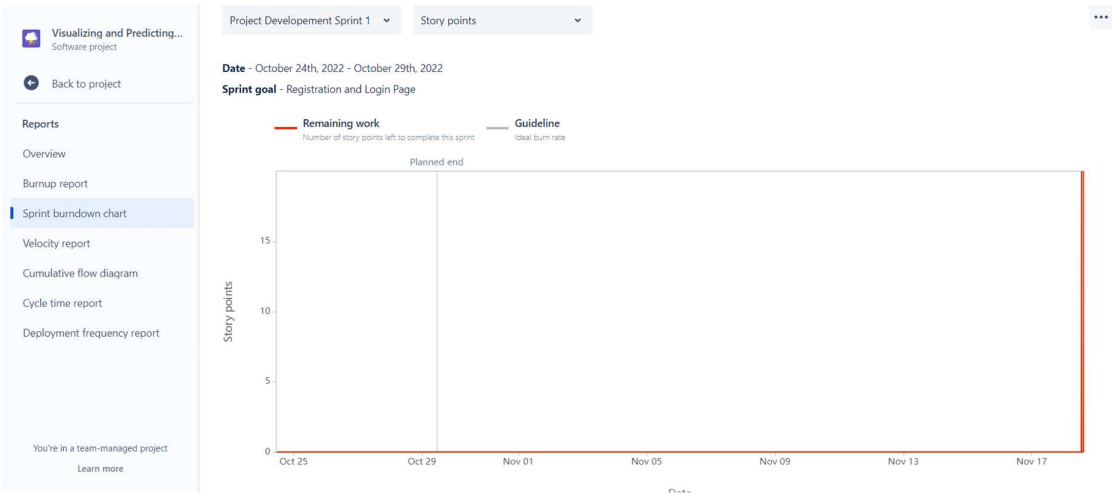 Visualizing and Predicting...
Software project
Back to project
Reports
Overview
Burnup report
Sprint burndown chart
Velocity report
Cumulative flow diagram
Cycle time report
Deployment frequency report
You're in a team-managed project
Learn more
Project Developement Sprint 1
Story points
Date - October 24th, 2022 - October 29th, 2022
Sprint goal - Registration and Login Page
Remaining work
Number of story points left to complete this sprint
Guideline
Ideal burn rate
Planned end
Story points
15
10
5
0
Oct 25 Oct 29 Nov 01 Nov 05 Nov 09 Nov 13 Nov 17
Date